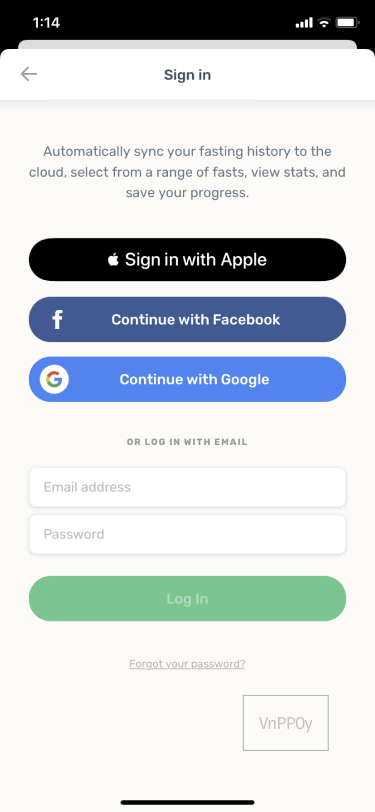 1:14
Sign in
Automatically sync your fasting history to the
cloud, select from a range of fasts, view stats, and
save your progress.
Sign in with Apple
Continue with Facebook
Continue with Google
OR LOG IN WITH EMAIL
Email address
Password
Log In
Forgot your password?
VnPP0y